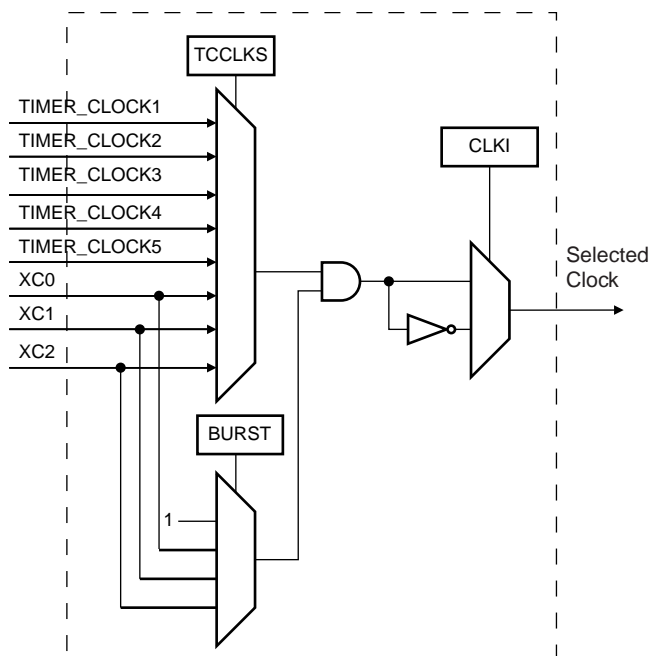 TCCLKS
TIMER_CLOCK1
TIMER_CLOCK2
TIMER_CLOCK3
TIMER_CLOCK4
TIMER_CLOCK5
XC0
XC1
XC2
CLKI
Selected
Clock
BURST
1